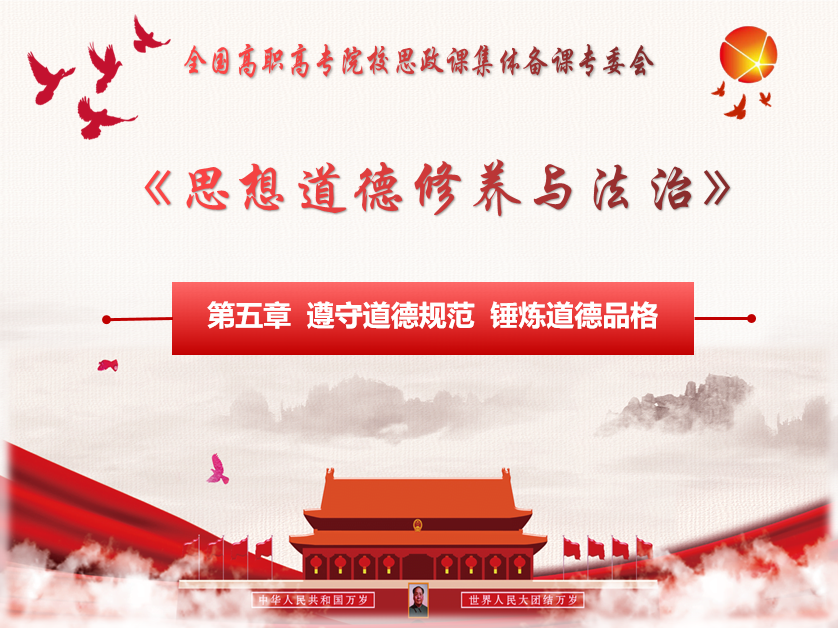 全国高职高专院校思政课集体备课专委会
《思想道德修养与法治》
第五章 遵守道德规范 锤炼道德品格
中华人民共和国万岁
世界人民大团结万岁